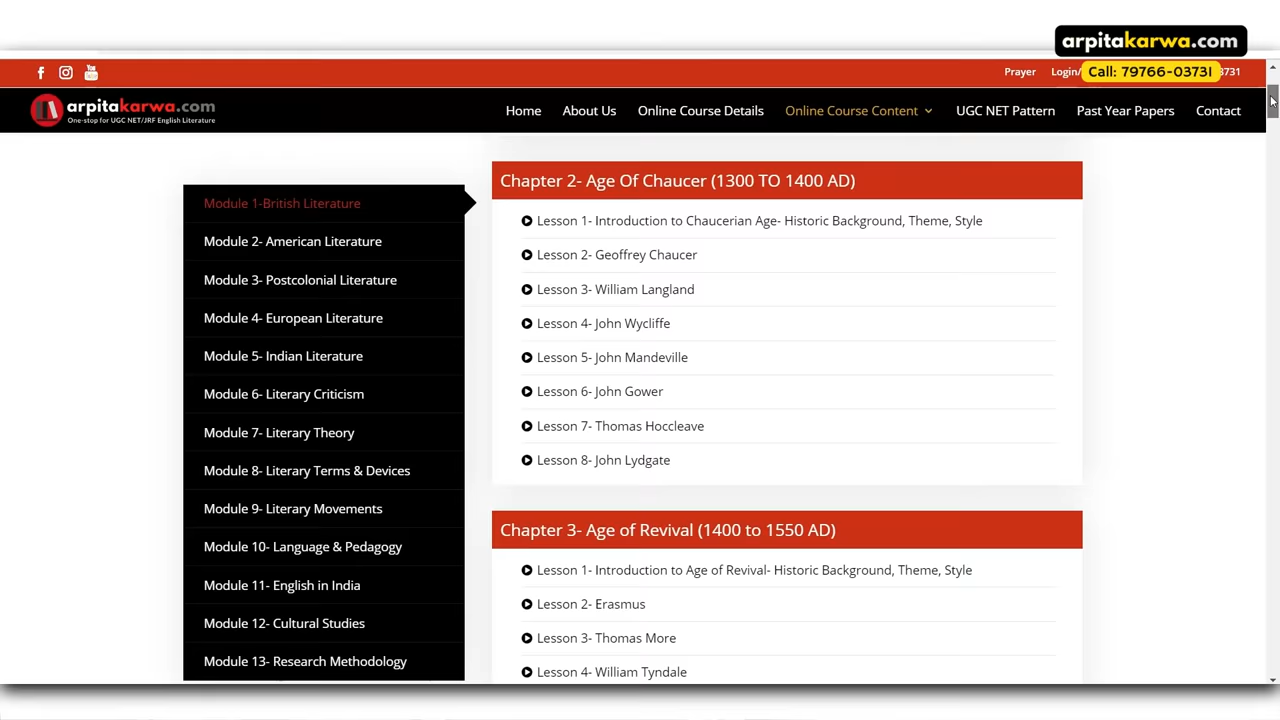 arpitakarwa.com
Prayer Login/ Call: 79766-03731 3731
arpitakarwa.com
One-stop for UGC NET/JRF English Literature
Home About Us Online Course Details Online Course Content UGC NET Pattern Past Year Papers Contact
Module 1-British Literature
Module 2- American Literature
Module 3- Postcolonial Literature
Module 4- European Literature
Module 5- Indian Literature
Module 6- Literary Criticism
Module 7- Literary Theory
Module 8- Literary Terms & Devices
Module 9- Literary Movements
Module 10- Language & Pedagogy
Module 11- English in India
Module 12- Cultural Studies
Module 13- Research Methodology
Chapter 2- Age Of Chaucer (1300 TO 1400 AD)
Lesson 1- Introduction to Chaucerian Age- Historic Background, Theme, Style
Lesson 2- Geoffrey Chaucer
Lesson 3- William Langland
Lesson 4- John Wycliffe
Lesson 5- John Mandeville
Lesson 6- John Gower
Lesson 7- Thomas Hoccleave
Lesson 8- John Lydgate
Chapter 3- Age of Revival (1400 to 1550 AD)
Lesson 1- Introduction to Age of Revival- Historic Background, Theme, Style
Lesson 2- Erasmus
Lesson 3- Thomas More
Lesson 4- William Tyndale